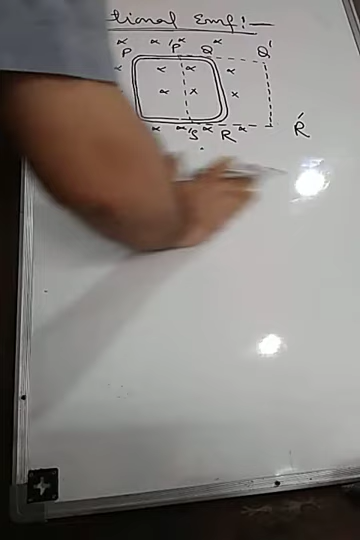 tional Emf! —
x x P' x
P Q Q'
x x x x
x x x
x x 'S x R x R'